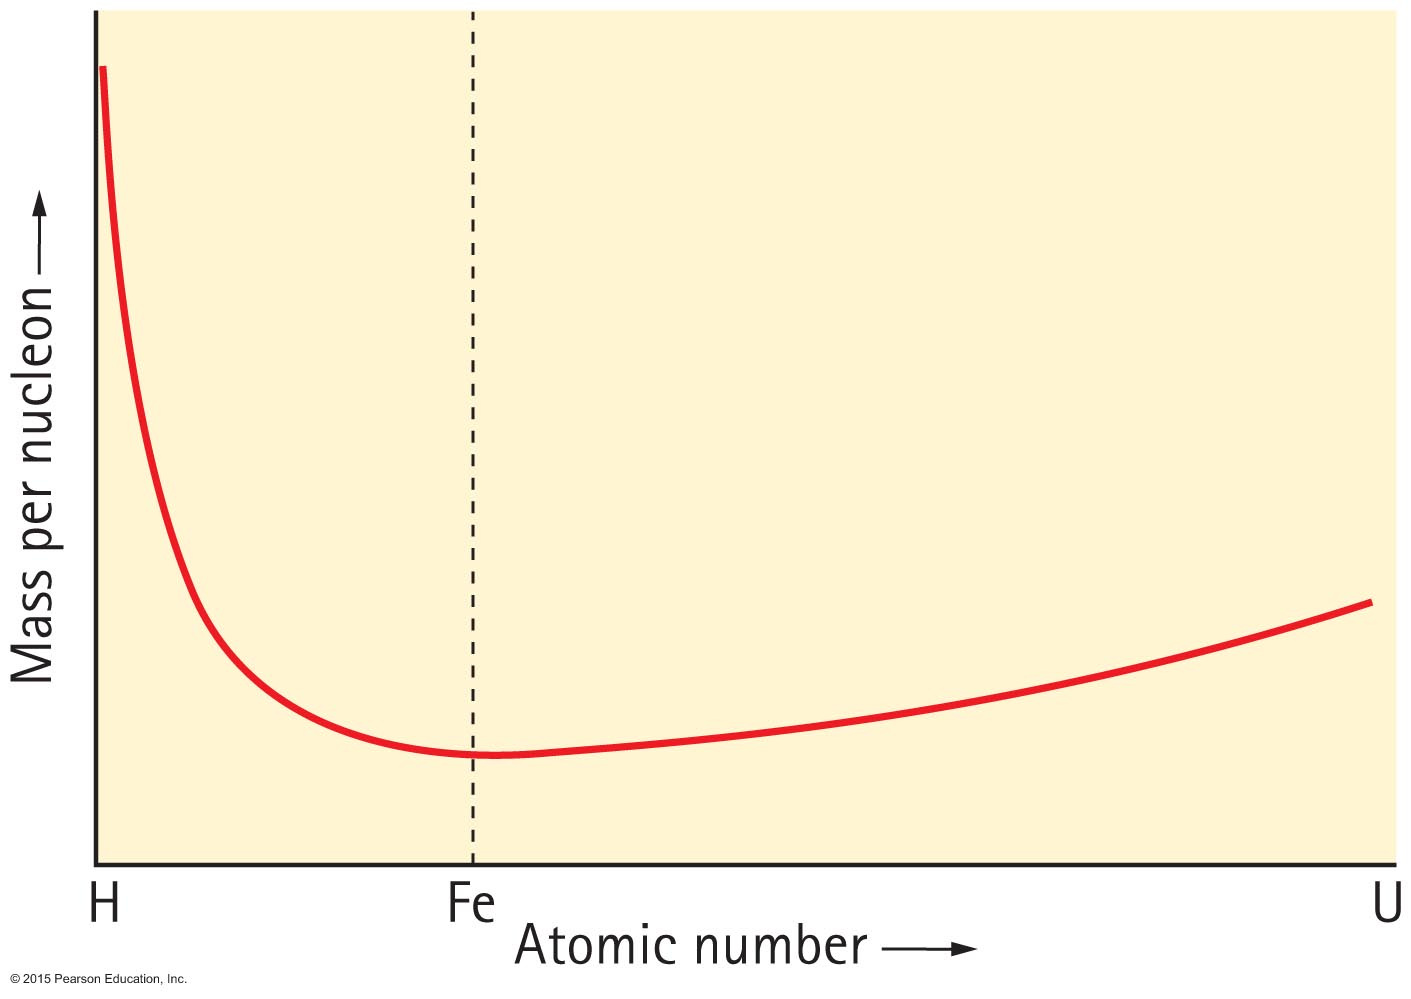 Mass per nucleon
H
Fe
U
Atomic number
© 2015 Pearson Education, Inc.